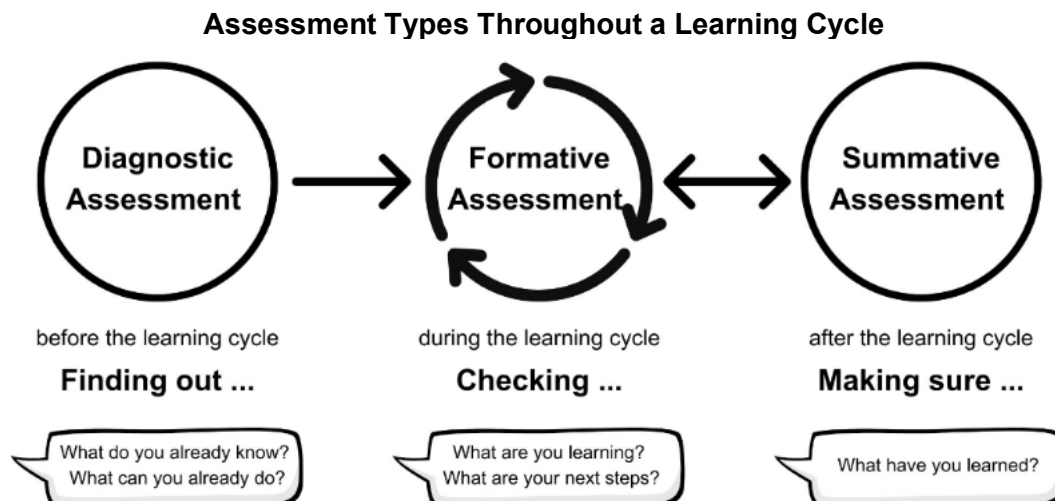 Assessment Types Throughout a Learning Cycle
Diagnostic
Assessment
Formative
Assessment
Summative
Assessment
before the learning cycle
during the learning cycle
after the learning cycle
Finding out ...
Checking ...
Making sure ...
What do you already know?
What can you already do?
What are you learning?
What are your next steps?
What have you learned?